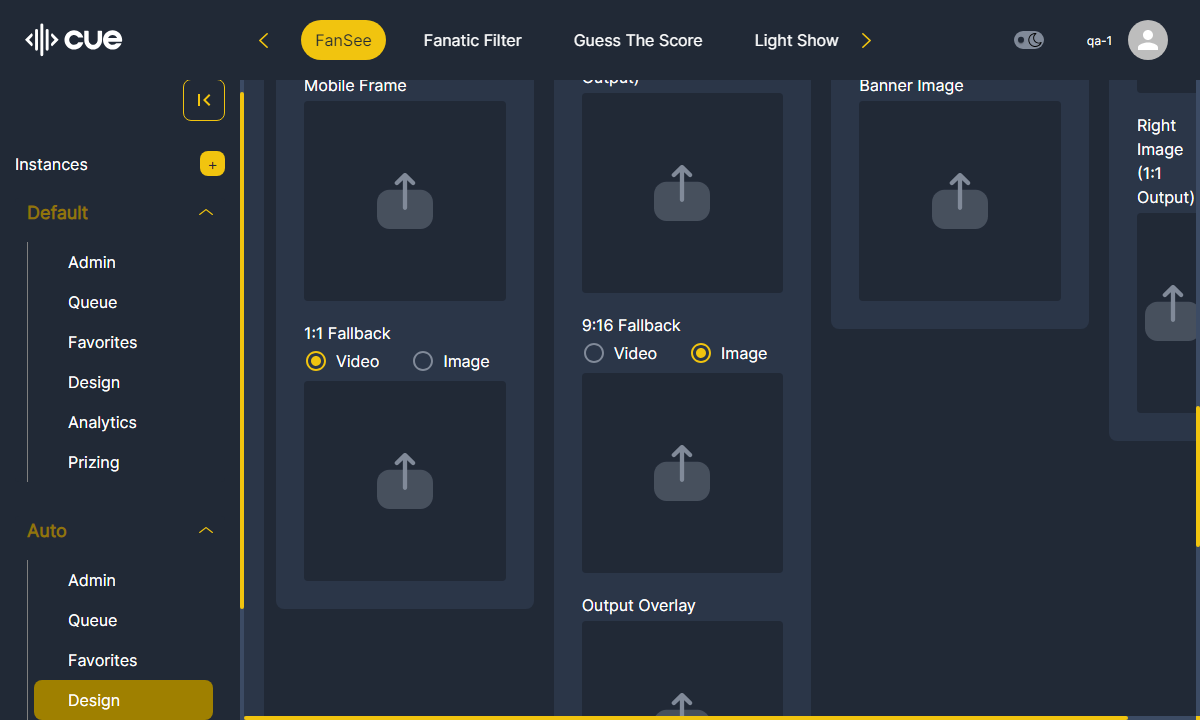 cue
FanSee
Fanatic Filter
Guess The Score
Light Show
qa-1
Instances
+
Default
Admin
Queue
Favorites
Design
Analytics
Prizing
Auto
Admin
Queue
Favorites
Design
Mobile Frame
1:1 Fallback
Video
Image
Output)
9:16 Fallback
Video
Image
Output Overlay
Banner Image
Right
Image
(1:1
Output)